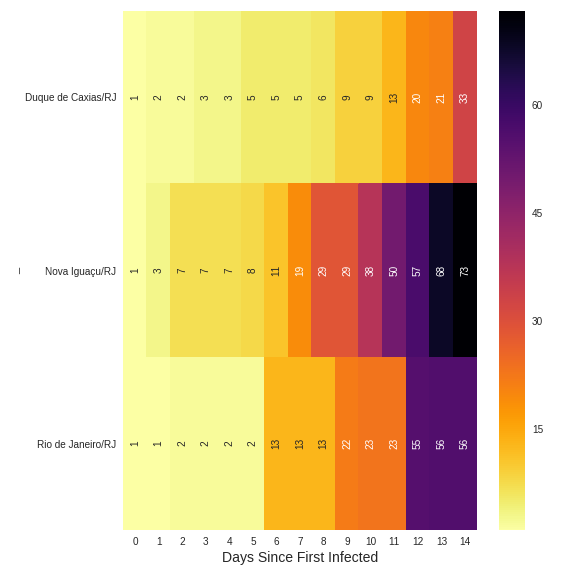 Duque de Caxias/RJ 1 2 2 3 3 5 5 5 6 9 9 13 20 21 33
Nova Iguaçu/RJ 1 3 7 7 7 8 11 19 29 29 38 50 57 68 73
Rio de Janeiro/RJ 1 1 2 2 2 2 13 13 13 22 23 23 55 56 56
0 1 2 3 4 5 6 7 8 9 10 11 12 13 14
Days Since First Infected
60
45
30
15